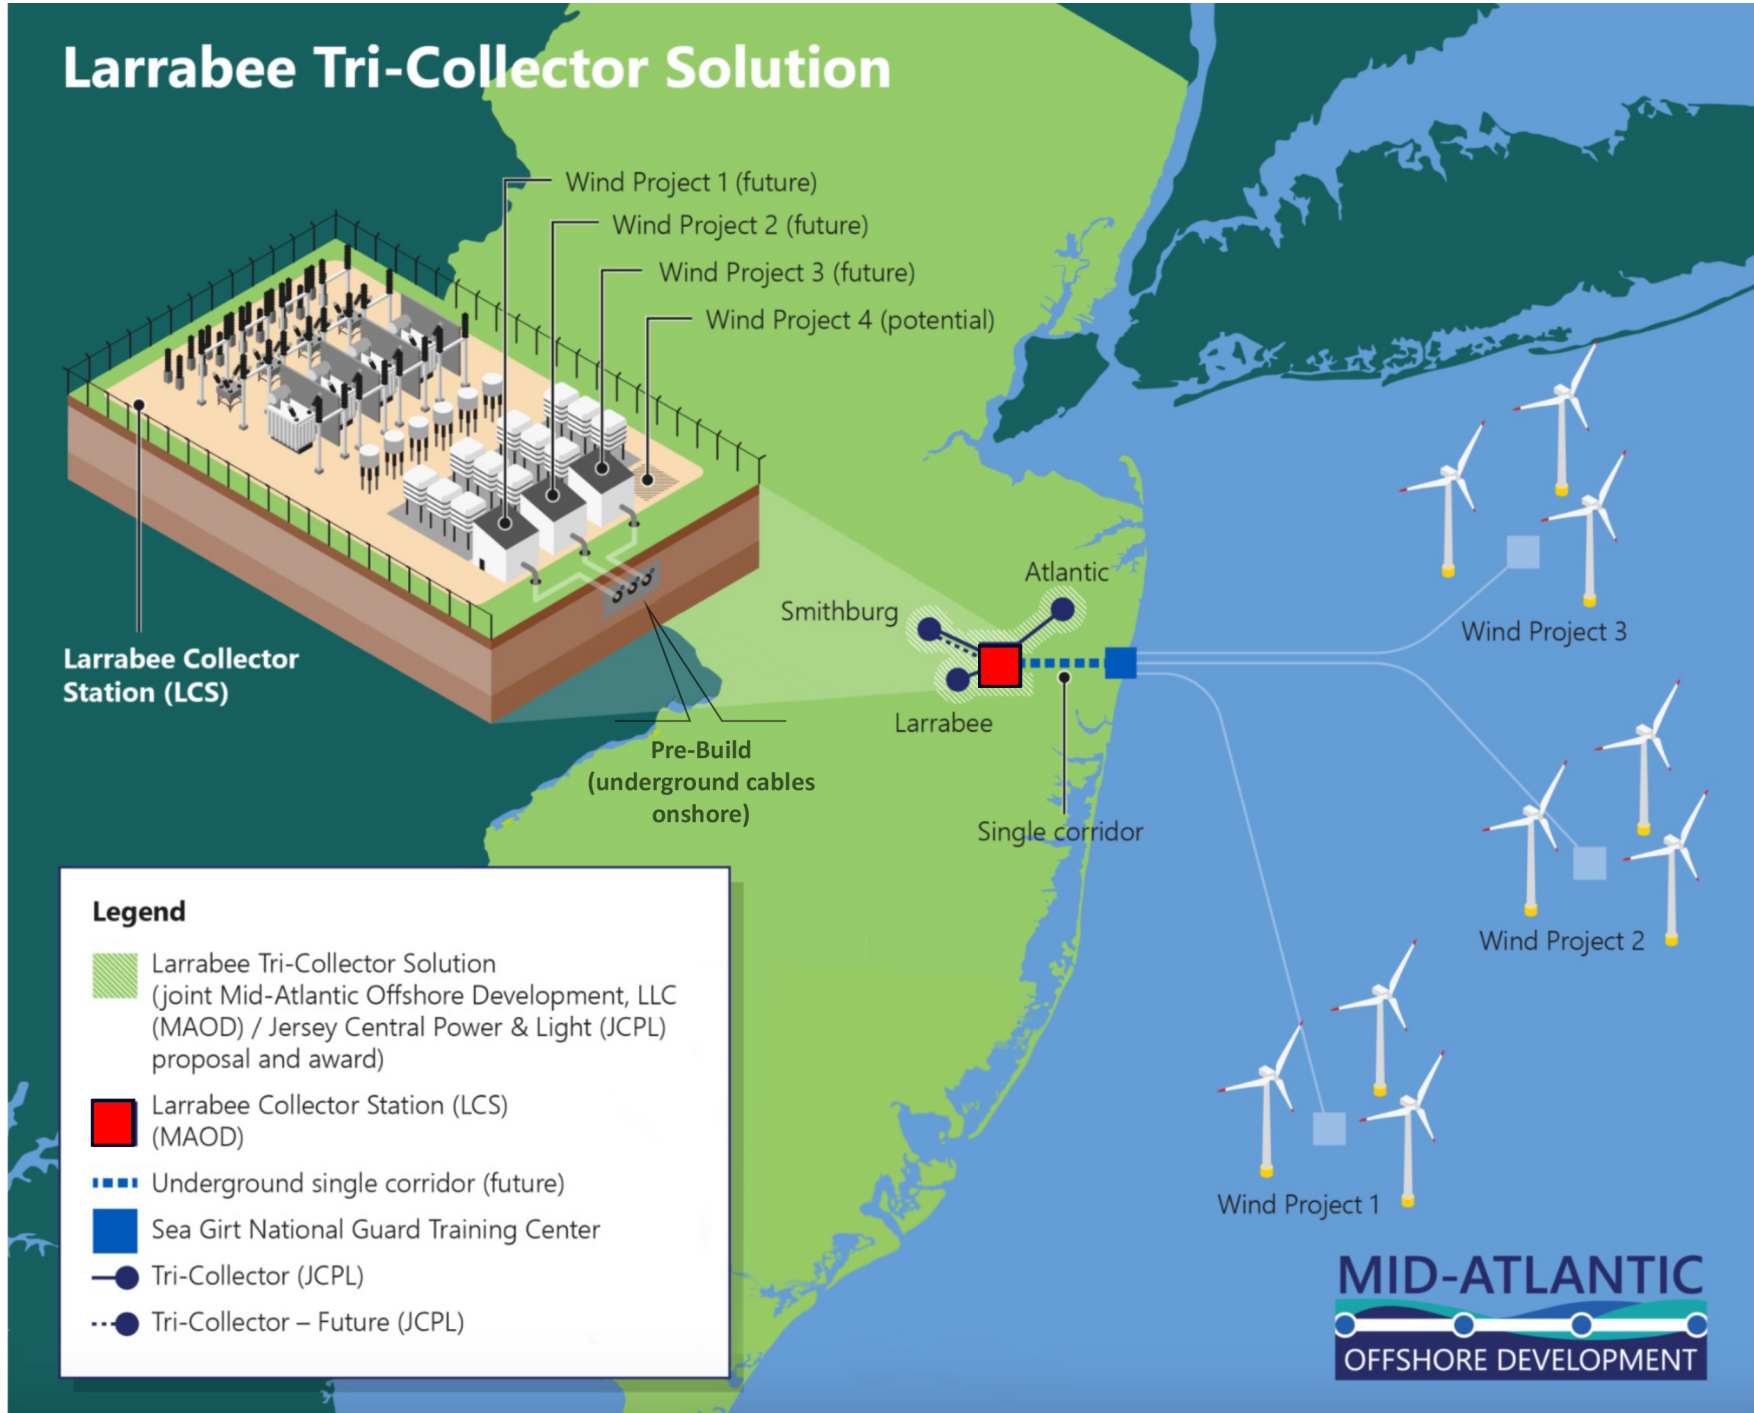 Larrabee Tri-Collector Solution
Wind Project 1 (future)
Wind Project 2 (future)
Wind Project 3 (future)
Wind Project 4 (potential)
Larrabee Collector
Station (LCS)
Pre-Build
(underground cables
onshore)
Smithburg
Atlantic
Larrabee
Single corridor
Wind Project 3
Wind Project 2
Wind Project 1
Legend
Larrabee Tri-Collector Solution
(joint Mid-Atlantic Offshore Development, LLC
(MAOD) / Jersey Central Power & Light (JCPL)
proposal and award)
Larrabee Collector Station (LCS)
(MAOD)
Underground single corridor (future)
Sea Girt National Guard Training Center
Tri-Collector (JCPL)
Tri-Collector – Future (JCPL)
MID-ATLANTIC
OFFSHORE DEVELOPMENT